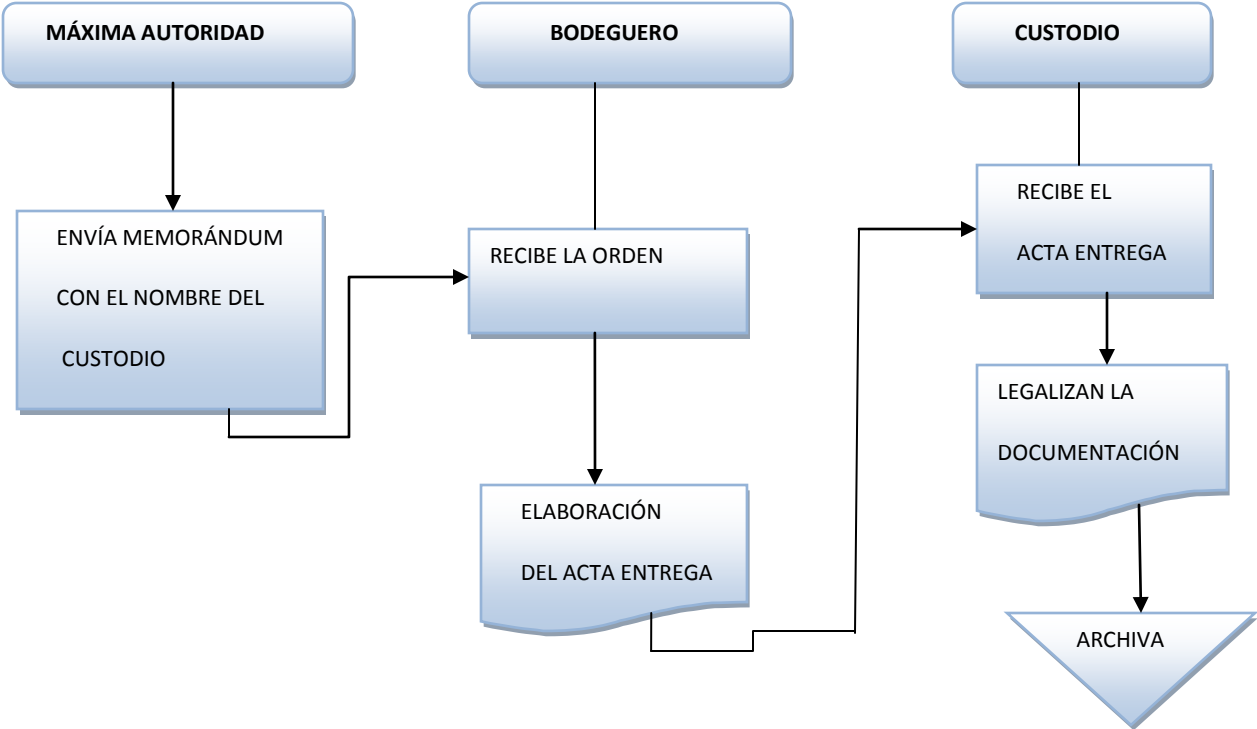 MÁXIMA AUTORIDAD
BODEGUERO
CUSTODIO
ENVÍA MEMORÁNDUM
CON EL NOMBRE DEL
CUSTODIO
RECIBE LA ORDEN
ELABORACIÓN
DEL ACTA ENTREGA
RECIBE EL
ACTA ENTREGA
LEGALIZAN LA
DOCUMENTACIÓN
ARCHIVA